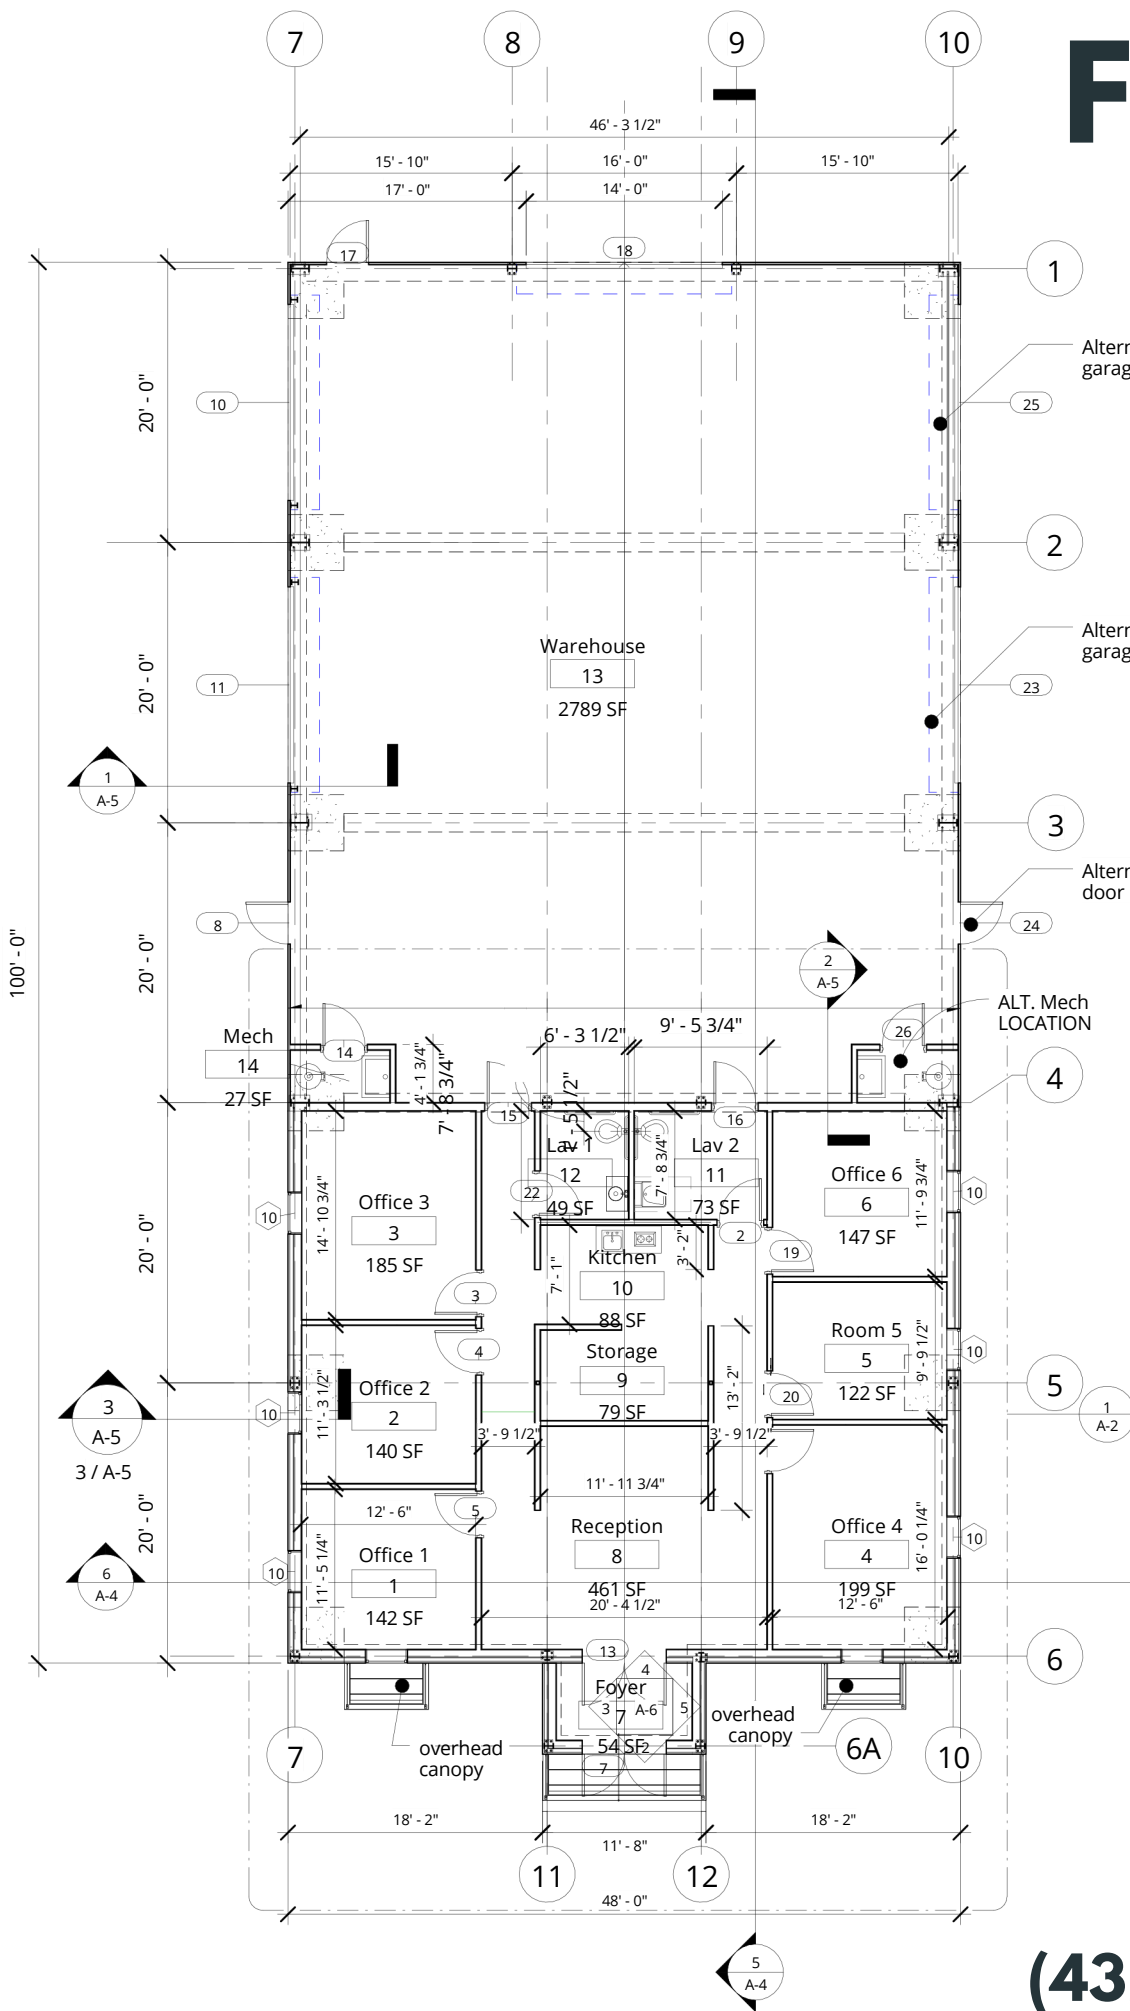 7
8
9
10
F
46' - 3 1/2"
15' - 10"
16' - 0"
15' - 10"
17' - 0"
14' - 0"
17
18
1
20' - 0"
10
25
Altern
garag
2
Altern
garag
20' - 0"
11
23
Warehouse
13
2789 SF
1
A-5
3
Altern
door
8
24
100' - 0"
20' - 0"
2
A-5
ALT. Mech
LOCATION
Mech
14
27 SF
14
26
4' - 1 3/4"
7' - 8 3/4"
6' - 3 1/2"
9' - 5 3/4"
4
15
16
Lav 1
12
49 SF
22
Lav 2
11
73 SF
7' - 8 3/4"
2
Office 3
3
185 SF
14' - 10 3/4"
10
Office 6
6
147 SF
11' - 9 3/4"
10
19
20' - 0"
3
Kitchen
10
88 SF
7' - 1"
3' - 2"
4
Storage
9
79 SF
13' - 2"
Room 5
5
122 SF
9' - 9 1/2"
10
20
5
Office 2
2
140 SF
11' - 3 1/2"
10
3
A-5
3 / A-5
1
A-2
3' - 9 1/2"
3' - 9 1/2"
11' - 11 3/4"
12' - 6"
5
Reception
8
461 SF
20' - 4 1/2"
Office 4
4
199 SF
12' - 6"
16' - 0 1/4"
10
20' - 0"
Office 1
1
142 SF
11' - 5 1/4"
10
6
A-4
13
6
Foyer
7
54 SF
4
3
A-6
5
2
7
overhead
canopy
overhead
canopy
6A
7
10
18' - 2"
11' - 8"
18' - 2"
11
12
48' - 0"
5
A-4
(43